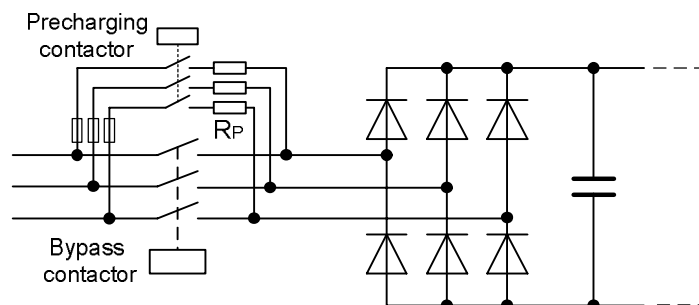 Precharging
contactor
RP
Bypass
contactor